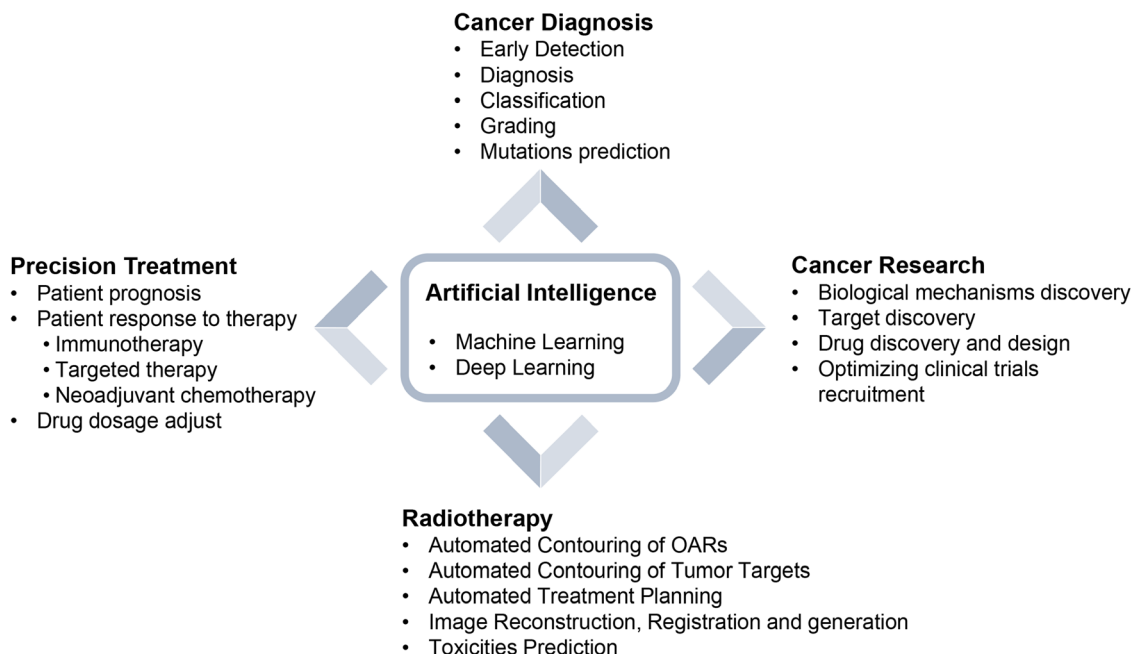 Cancer Diagnosis
• Early Detection
• Diagnosis
• Classification
• Grading
• Mutations prediction
Precision Treatment
• Patient prognosis
• Patient response to therapy
• Immunotherapy
• Targeted therapy
• Neoadjuvant chemotherapy
• Drug dosage adjust
Artificial Intelligence
• Machine Learning
• Deep Learning
Cancer Research
• Biological mechanisms discovery
• Target discovery
• Drug discovery and design
• Optimizing clinical trials
recruitment
Radiotherapy
• Automated Contouring of OARs
• Automated Contouring of Tumor Targets
• Automated Treatment Planning
• Image Reconstruction, Registration and generation
• Toxicities Prediction